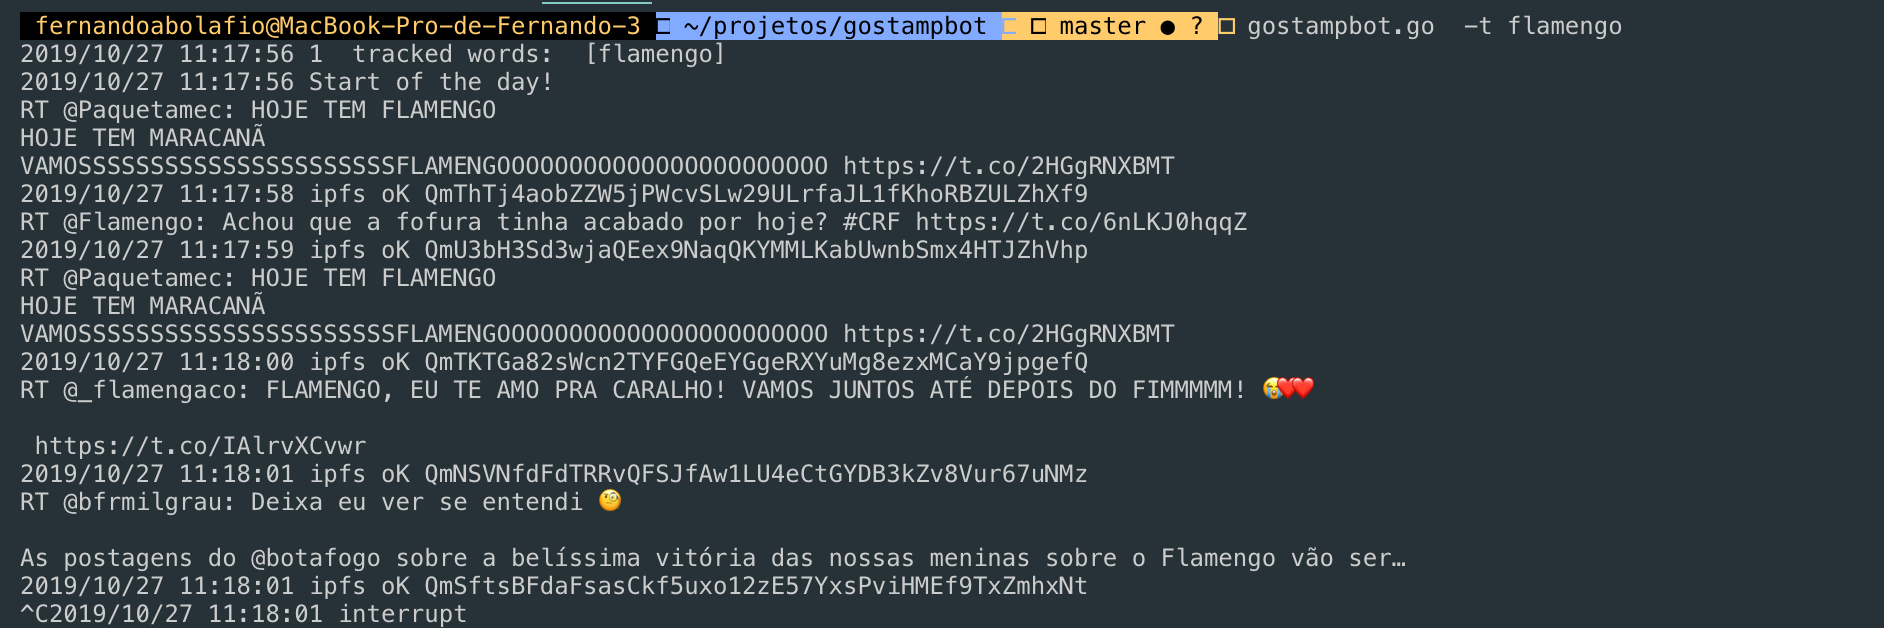 fernandoabolafio@MacBook-Pro-de-Fernando-3 ~/projetos/gostampbot master ● ? gostampbot.go -t flamengo
2019/10/27 11:17:56 1 tracked words: [flamengo]
2019/10/27 11:17:56 Start of the day!
RT @Paquetamec: HOJE TEM FLAMENGO
HOJE TEM MARACANÃ
VAMOSSSSSSSSSSSSSSSSSSSSSSFLAMENGOOOOOOOOOOOOOOOOOOOOOOO https://t.co/2HGgRNXBMT
2019/10/27 11:17:58 ipfs oK QmThTj4aobZZW5jPWcvSLw29ULrfaJL1fKhoRBZULZhXf9
RT @Flamengo: Achou que a fofura tinha acabado por hoje? #CRF https://t.co/6nLKJ0hqqZ
2019/10/27 11:17:59 ipfs oK QmU3bH3Sd3wjaQEex9NaqQKYMMLKabUwnbSmx4HTJZhVhp
RT @Paquetamec: HOJE TEM FLAMENGO
HOJE TEM MARACANÃ
VAMOSSSSSSSSSSSSSSSSSSSSSSFLAMENGOOOOOOOOOOOOOOOOOOOOOOO https://t.co/2HGgRNXBMT
2019/10/27 11:18:00 ipfs oK QmTKTGa82sWcn2TYFGQeEYGgeRXYuMg8ezxMCaY9jpgefQ
RT @_flamengaco: FLAMENGO, EU TE AMO PRA CARALHO! VAMOS JUNTOS ATÉ DEPOIS DO FIMMMMM! 😭❤️❤️
https://t.co/IAlrvXCvwr
2019/10/27 11:18:01 ipfs oK QmNSVNfdFdTRRvQFSJfAw1LU4eCtGYDB3kZv8Vur67uNMz
RT @bfrmilgrau: Deixa eu ver se entendi 🧐
As postagens do @botafogo sobre a belíssima vitória das nossas meninas sobre o Flamengo vão ser…
2019/10/27 11:18:01 ipfs oK QmSftsBFdaFsasCkf5uxo12zE57YxsPviHMEf9TxZmhxNt
^C2019/10/27 11:18:01 interrupt